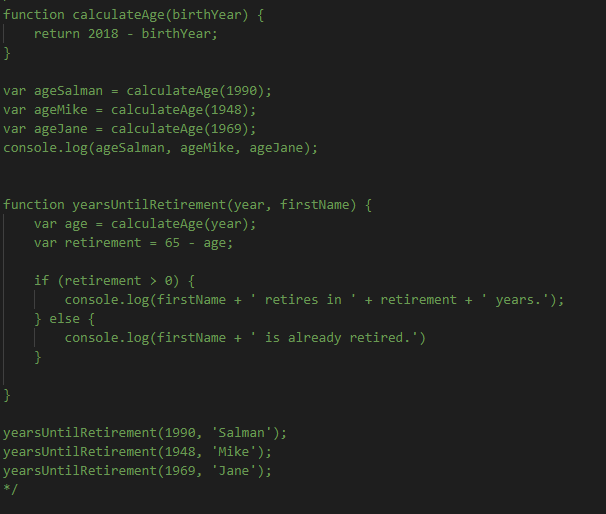 function calculateAge(birthYear) {
    return 2018 - birthYear;
}
var ageSalman = calculateAge(1990);
var ageMike = calculateAge(1948);
var ageJane = calculateAge(1969);
console.log(ageSalman, ageMike, ageJane);
function yearsUntilRetirement(year, firstName) {
    var age = calculateAge(year);
    var retirement = 65 - age;
    if (retirement > 0) {
        console.log(firstName + ' retires in ' + retirement + ' years.');
    } else {
        console.log(firstName + ' is already retired.')
    }
}
yearsUntilRetirement(1990, 'Salman');
yearsUntilRetirement(1948, 'Mike');
yearsUntilRetirement(1969, 'Jane');
*/